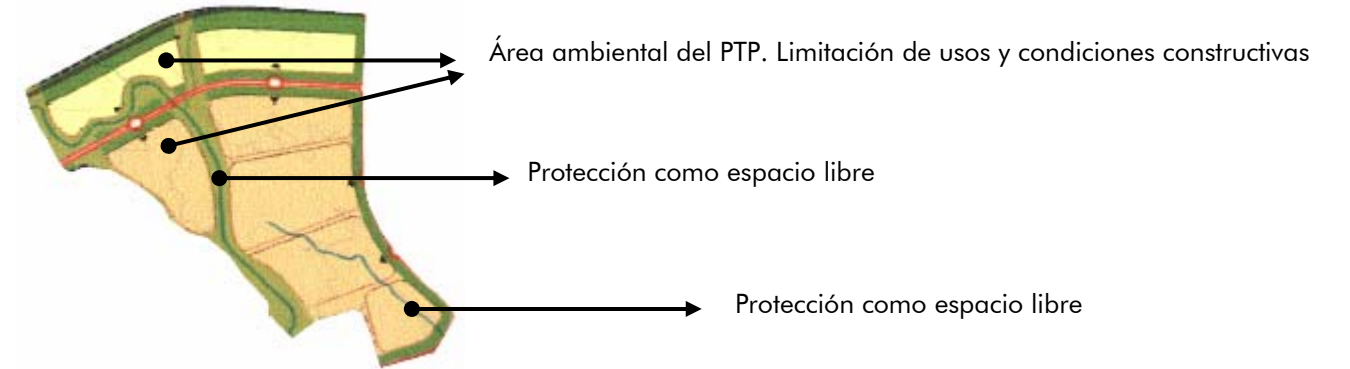 Área ambiental del PTP. Limitación de usos y condiciones constructivas
Protección como espacio libre
Protección como espacio libre